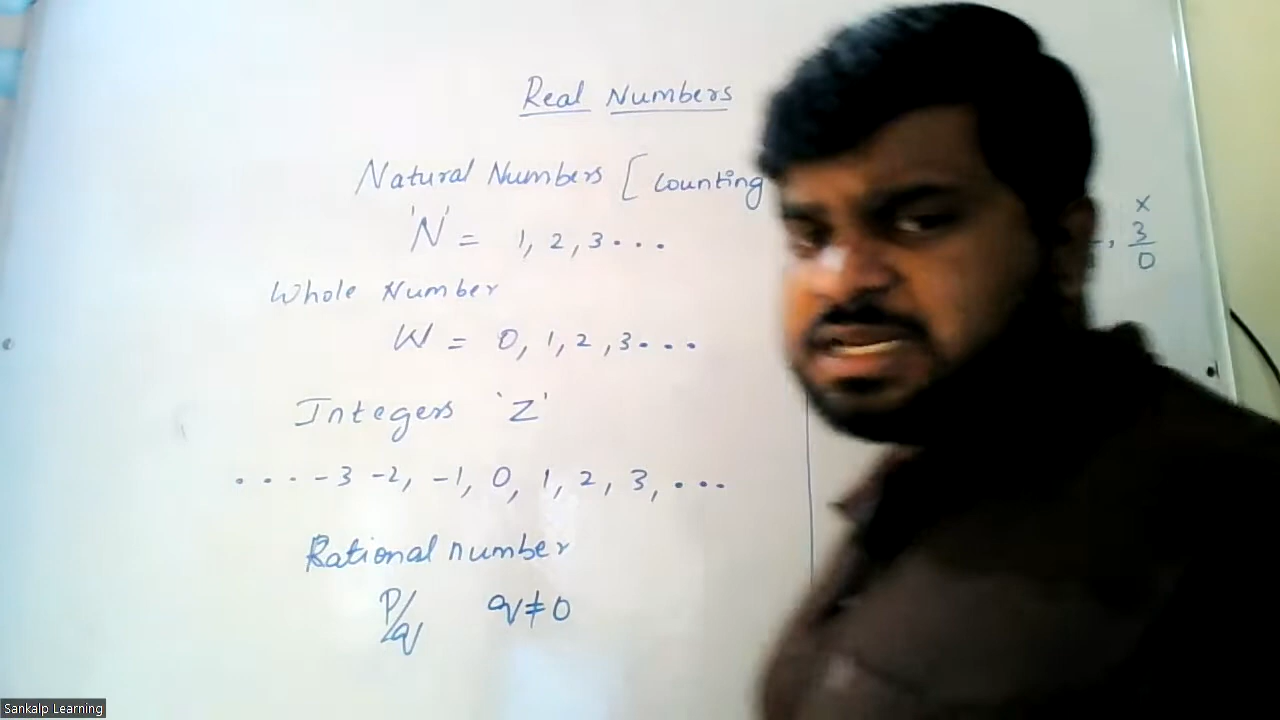 Real Numbers
Natural Numbers [ Counting
'N' = 1, 2, 3 . . .
x
3
0
Whole Number
W = 0, 1, 2, 3 . . .
Integers 'Z'
. . . . -3 -2, -1, 0, 1, 2, 3, . . .
Rational number
P/q q ≠ 0
Sankalp Learning